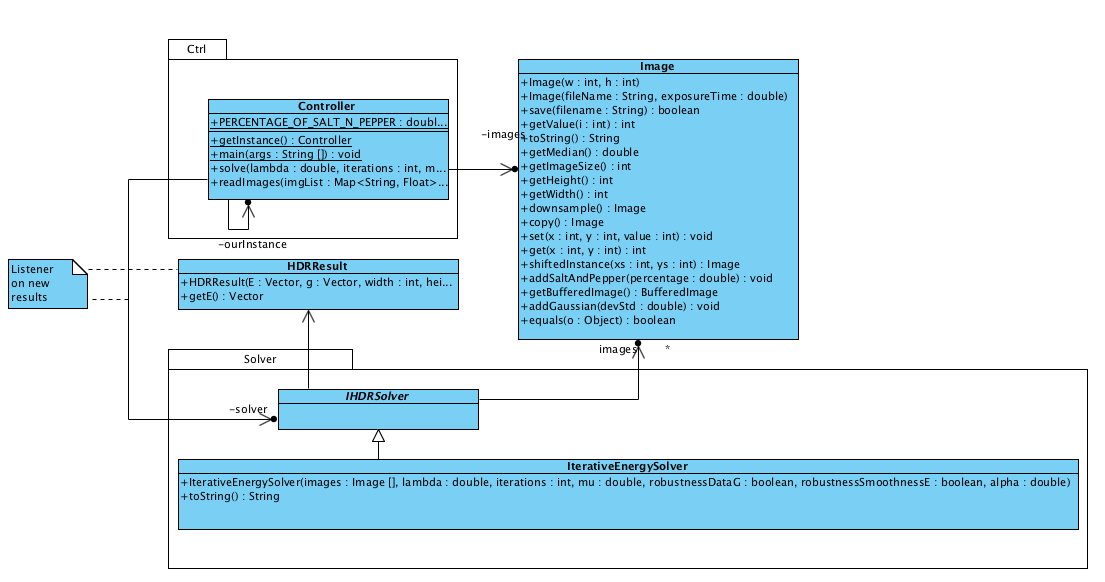 Ctrl
Controller
+PERCENTAGE_OF_SALT_N_PEPPER : doubl...
+getInstance() : Controller
+main(args : String []) : void
+solve(lambda : double, iterations : int, m...
+readImages(imgList : Map<String, Float>...
-ourInstance
-images
Image
+Image(w : int, h : int)
+Image(fileName : String, exposureTime : double)
+save(filename : String) : boolean
+getValue(i : int) : int
+toString() : String
+getMedian() : double
+getImageSize() : int
+getHeight() : int
+getWidth() : int
+downsample() : Image
+copy() : Image
+set(x : int, y : int, value : int) : void
+get(x : int, y : int) : int
+shiftedInstance(xs : int, ys : int) : Image
+addSaltAndPepper(percentage : double) : void
+getBufferedImage() : BufferedImage
+addGaussian(devStd : double) : void
+equals(o : Object) : boolean
Listener
on new
results
HDRResult
+HDRResult(E : Vector, g : Vector, width : int, hei...
+getE() : Vector
images
*
Solver
IHDRSolver
-solver
IterativeEnergySolver
+IterativeEnergySolver(images : Image [], lambda : double, iterations : int, mu : double, robustnessDataG : boolean, robustnessSmoothnessE : boolean, alpha : double)
+toString() : String